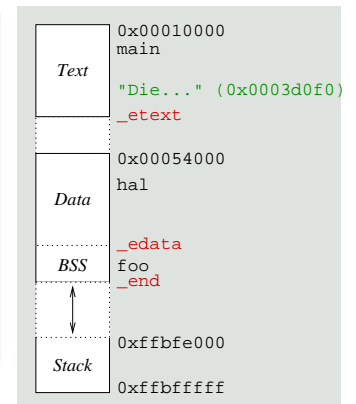 0x00010000
main
Text
"Die..." (0x0003d0f0)
_etext
0x00054000
hal
Data
_edata
BSS foo
_end
0xffbfe000
Stack
0xffbfffff